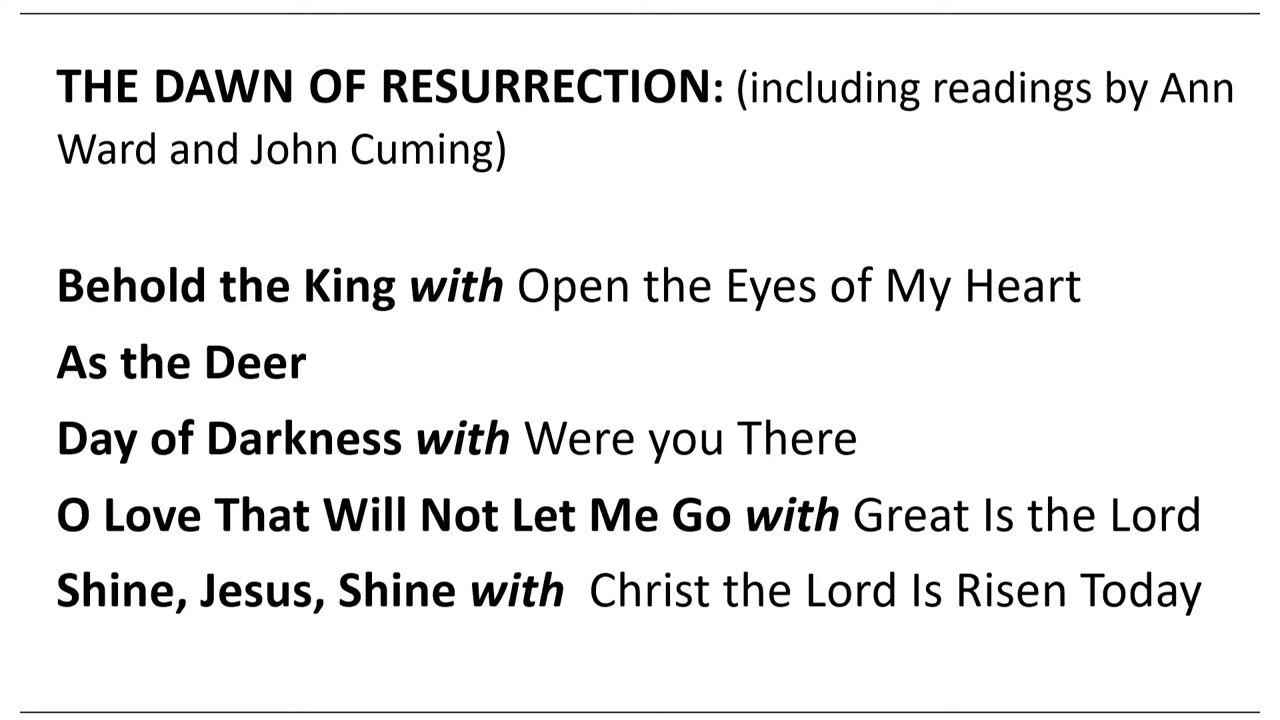 THE DAWN OF RESURRECTION: (including readings by Ann
Ward and John Cuming)
Behold the King with Open the Eyes of My Heart
As the Deer
Day of Darkness with Were you There
O Love That Will Not Let Me Go with Great Is the Lord
Shine, Jesus, Shine with  Christ the Lord Is Risen Today